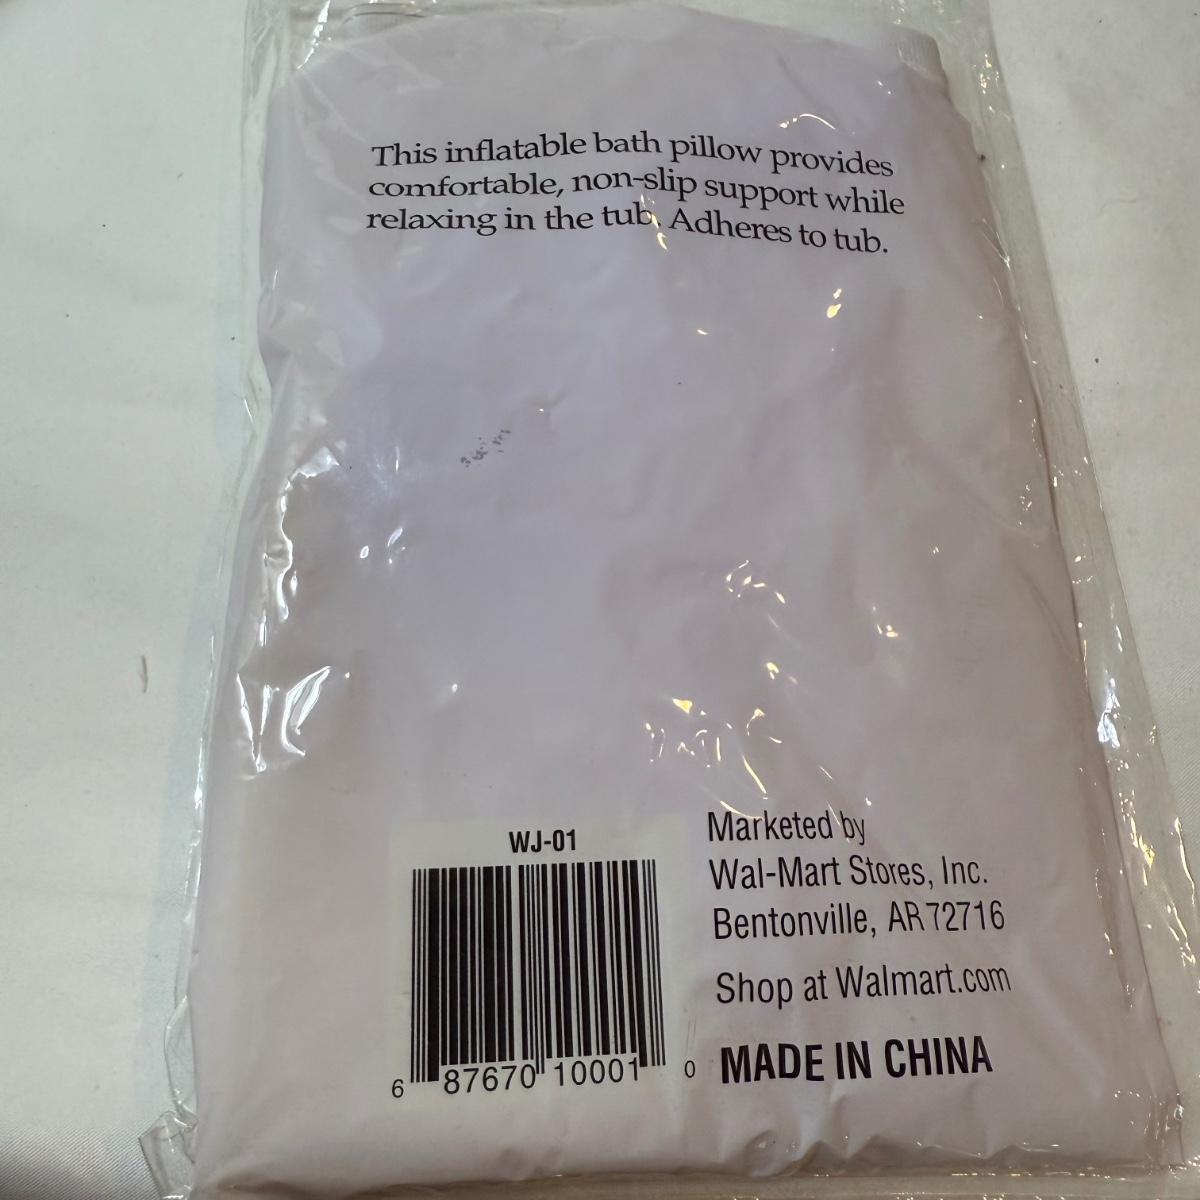 This inflatable bath pillow provides
comfortable, non-slip support while
relaxing in the tub. Adheres to tub.
WJ-01
6 87670 10001 0
Marketed by
Wal-Mart Stores, Inc.
Bentonville, AR 72716
Shop at Walmart.com
MADE IN CHINA